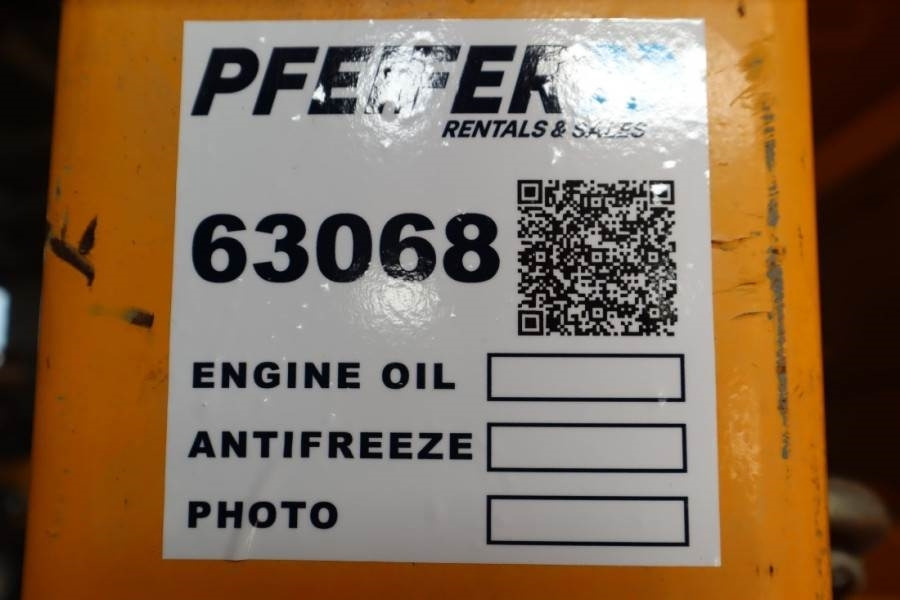 PFEIFER
RENTALS & SALES
63068
ENGINE OIL
ANTIFREEZE
PHOTO